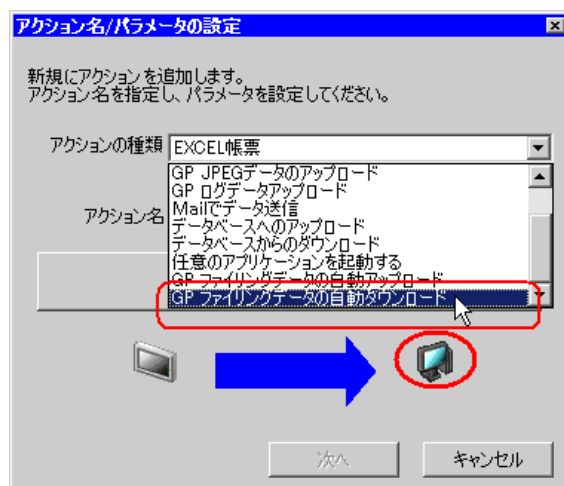 アクション名/パラメータの設定
新規にアクションを追加します。
アクション名を指定し、パラメータを設定してください。
アクションの種類 EXCEL帳票
GP JPEGデータのアップロード
GP ログデータアップロード
アクション名 Mailでデータ送信
データベースへのアップロード
データベースからのダウンロード
任意のアプリケーションを起動する
GP ファイリングデータの自動アップロード
GP ファイリングデータの自動ダウンロード
次へ キャンセル